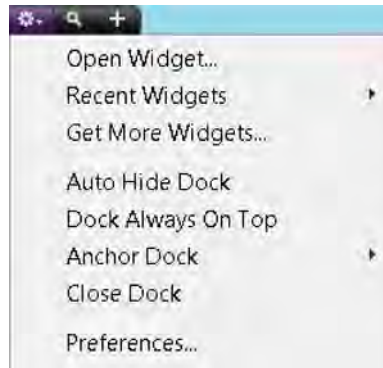 Open Widget...
Recent Widgets
Get More Widgets...
Auto Hide Dock
Dock Always On Top
Anchor Dock
Close Dock
Preferences...